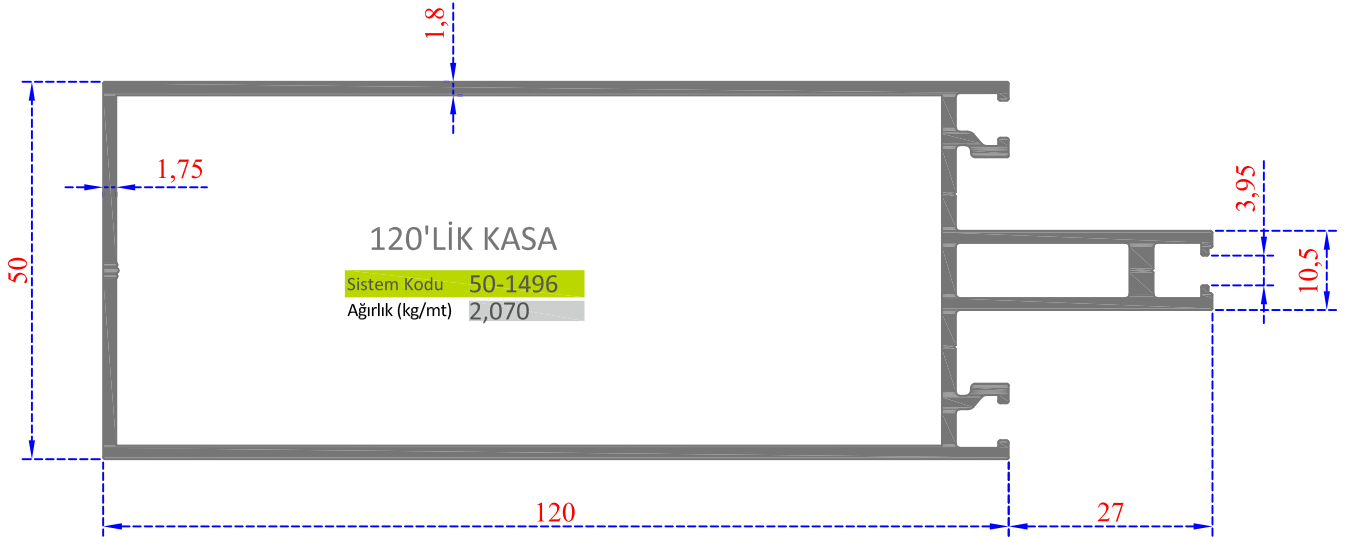 1,8
1,75
3,95
50
10,5
120'LİK KASA
Sistem Kodu 50-1496
Ağırlık (kg/mt) 2,070
120
27